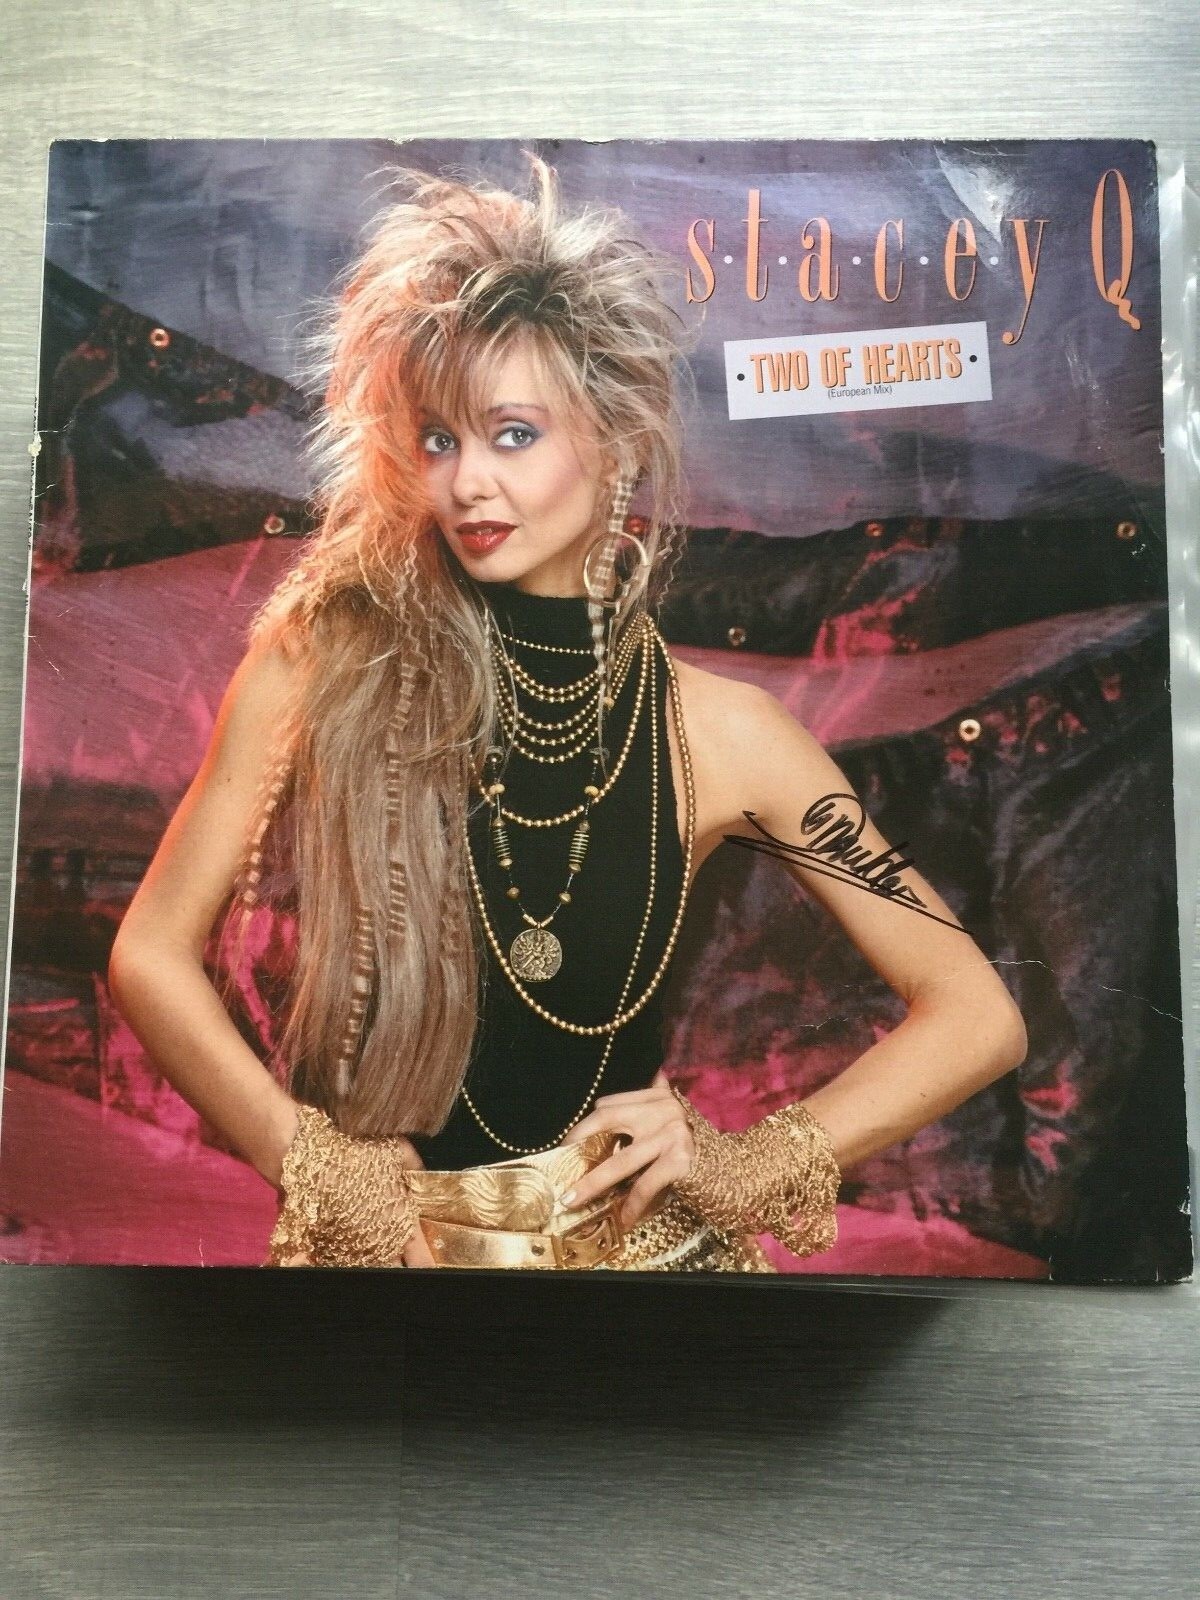 s·t·a·c·e·y Q
·TWO OF HEARTS·
(European Mix)